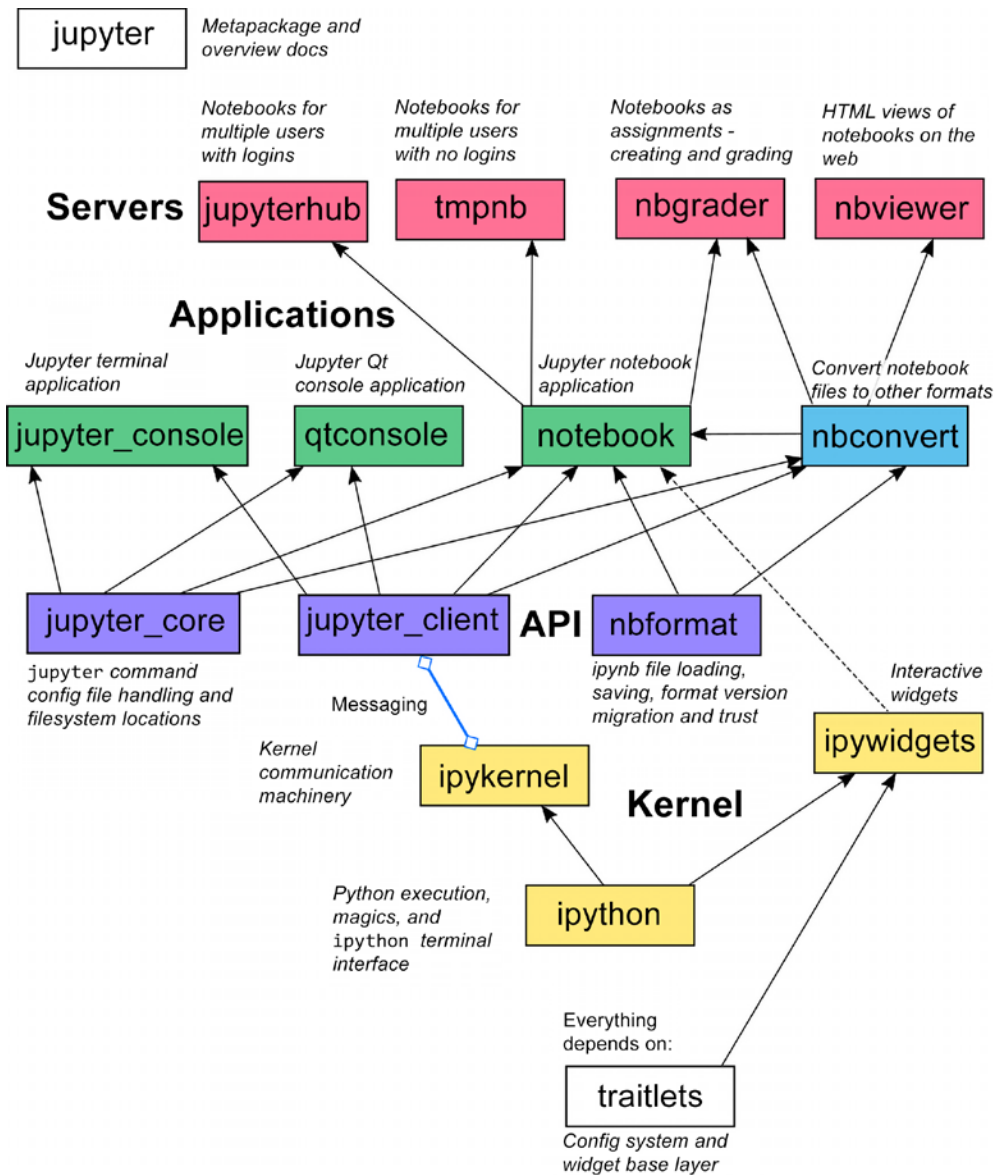 jupyter
Metapackage and
overview docs
Notebooks for
multiple users
with logins
Notebooks for
multiple users
with no logins
Notebooks as
assignments -
creating and grading
HTML views of
notebooks on the
web
Servers
jupyterhub
tmpnb
nbgrader
nbviewer
Applications
Jupyter terminal
application
Jupyter Qt
console application
Jupyter notebook
application
Convert notebook
files to other formats
jupyter_console
qtconsole
notebook
nbconvert
jupyter_core
jupyter_client
API
nbformat
jupyter command
config file handling and
filesystem locations
Messaging
ipynb file loading,
saving, format version
migration and trust
Interactive
widgets
Kernel
communication
machinery
ipykernel
ipywidgets
Kernel
Python execution,
magics, and
ipython terminal
interface
ipython
Everything
depends on:
traitlets
Config system and
widget base layer